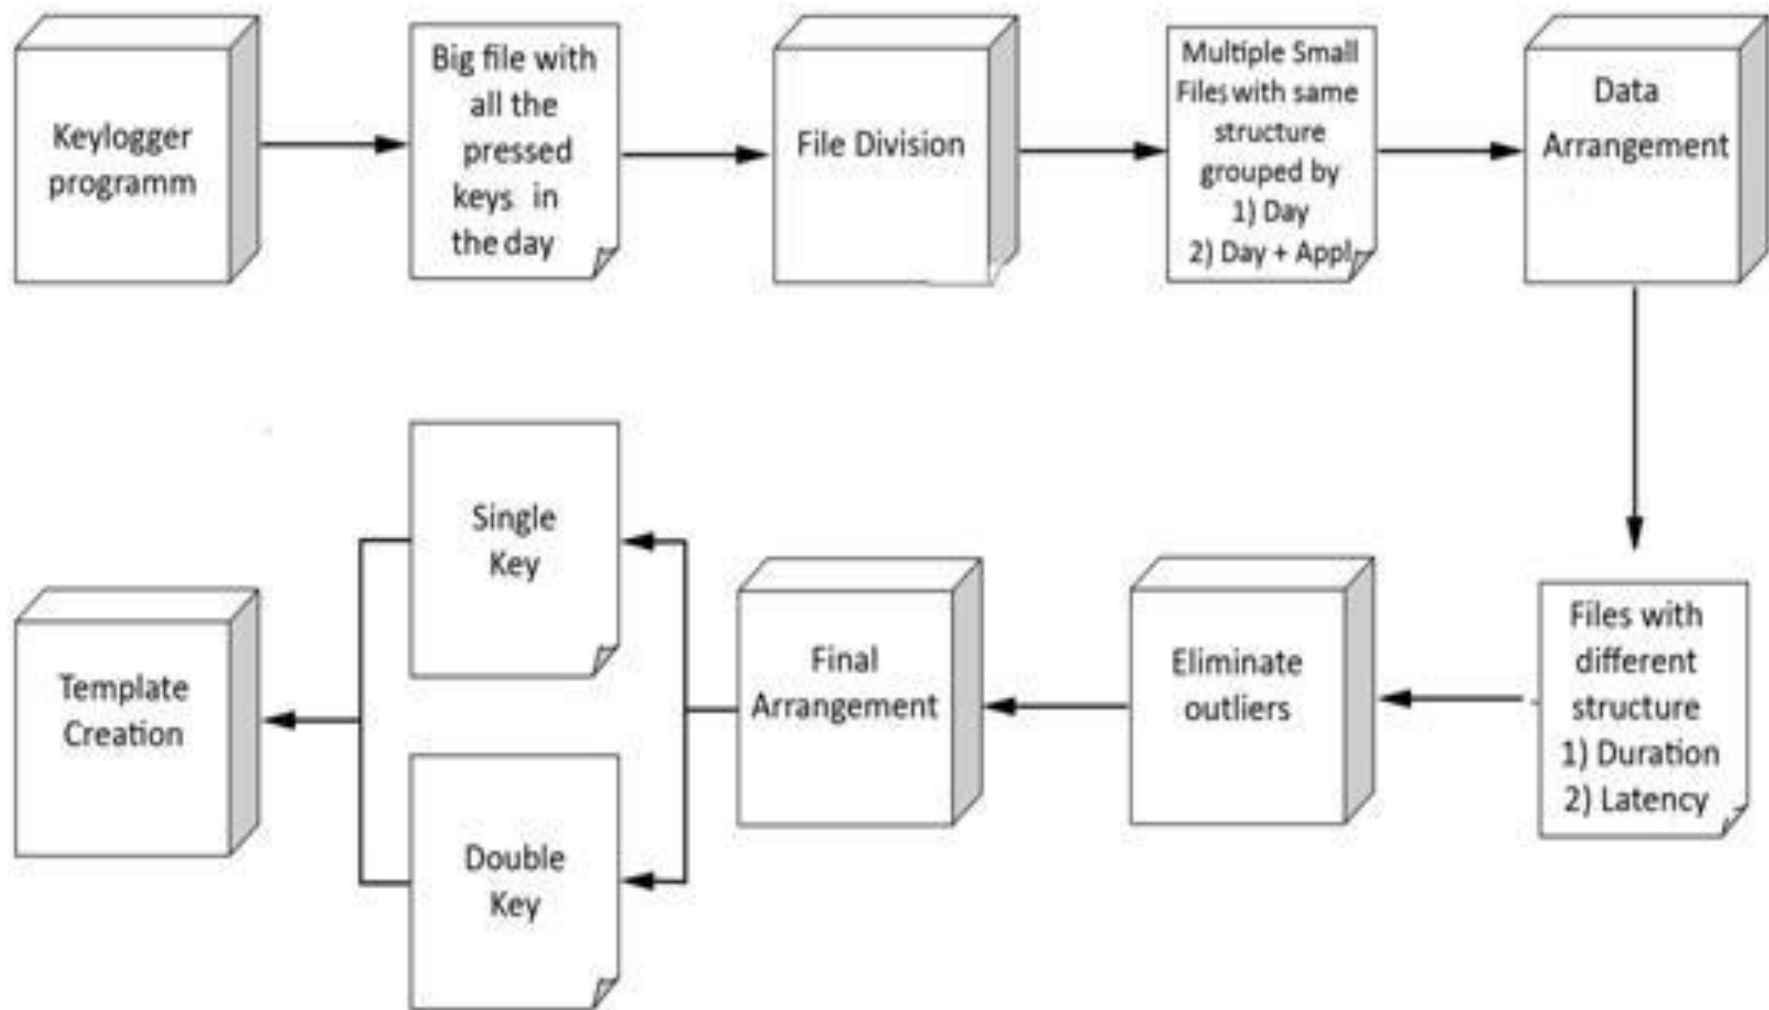 Keylogger
programm
Big file with
all the
pressed
keys in
the day
File Division
Multiple Small
Files with same
structure
grouped by
1) Day
2) Day + Appl
Data
Arrangement
Files with
different
structure
1) Duration
2) Latency
Eliminate
outliers
Final
Arrangement
Single
Key
Double
Key
Template
Creation